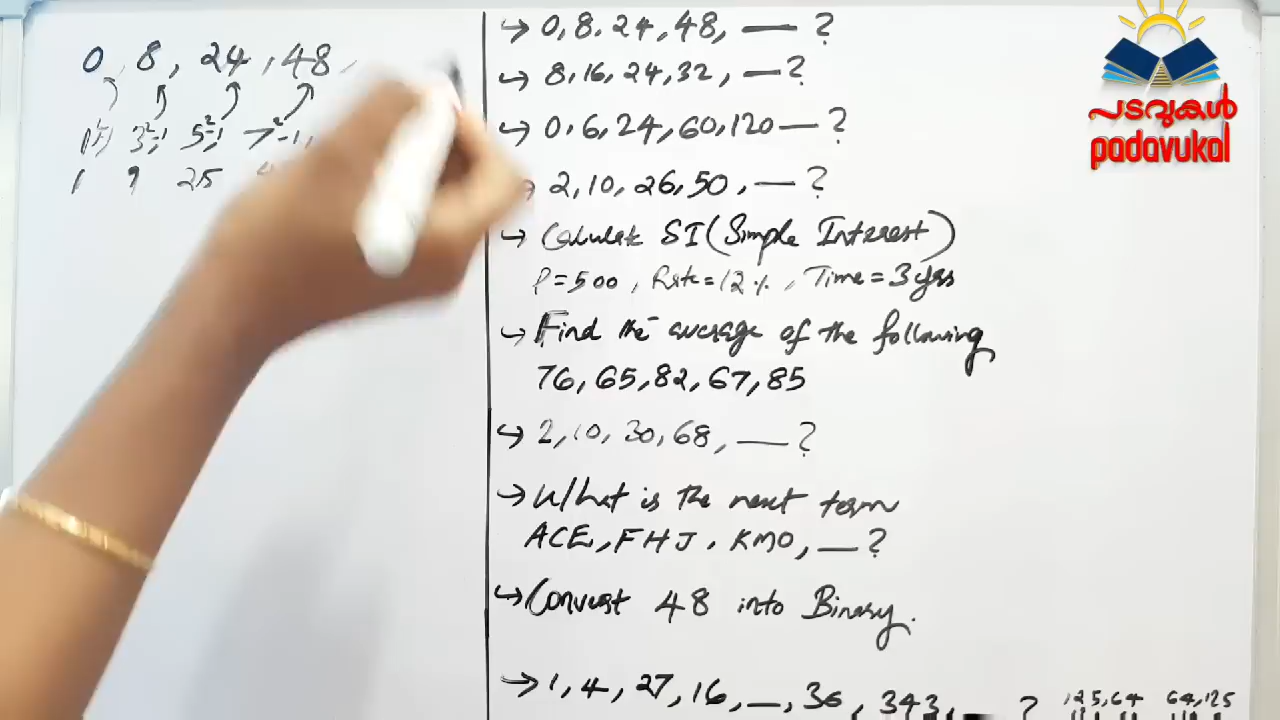 0, 8, 24, 48,
1²-1 3²-1 5²-1 7²-1,
1 9 25
→ 0, 8, 24, 48, — ?
→ 8, 16, 24, 32, — ?
→ 0, 6, 24, 60, 120 — ?
2, 10, 26, 50, — ?
→ Calculate SI (Simple Interest)
P = 500, Rate = 12 %, Time = 3 yrs
→ Find the average of the following
76, 65, 82, 67, 85
→ 2, 10, 30, 68, — ?
→ What is the next term
ACE, FHJ, KMO, — ?
→ Convert 48 into Binary.
→ 1, 4, 27, 16, —, 36, 343, — ?
125, 64 64, 125
പടവുകൾ
padavukal